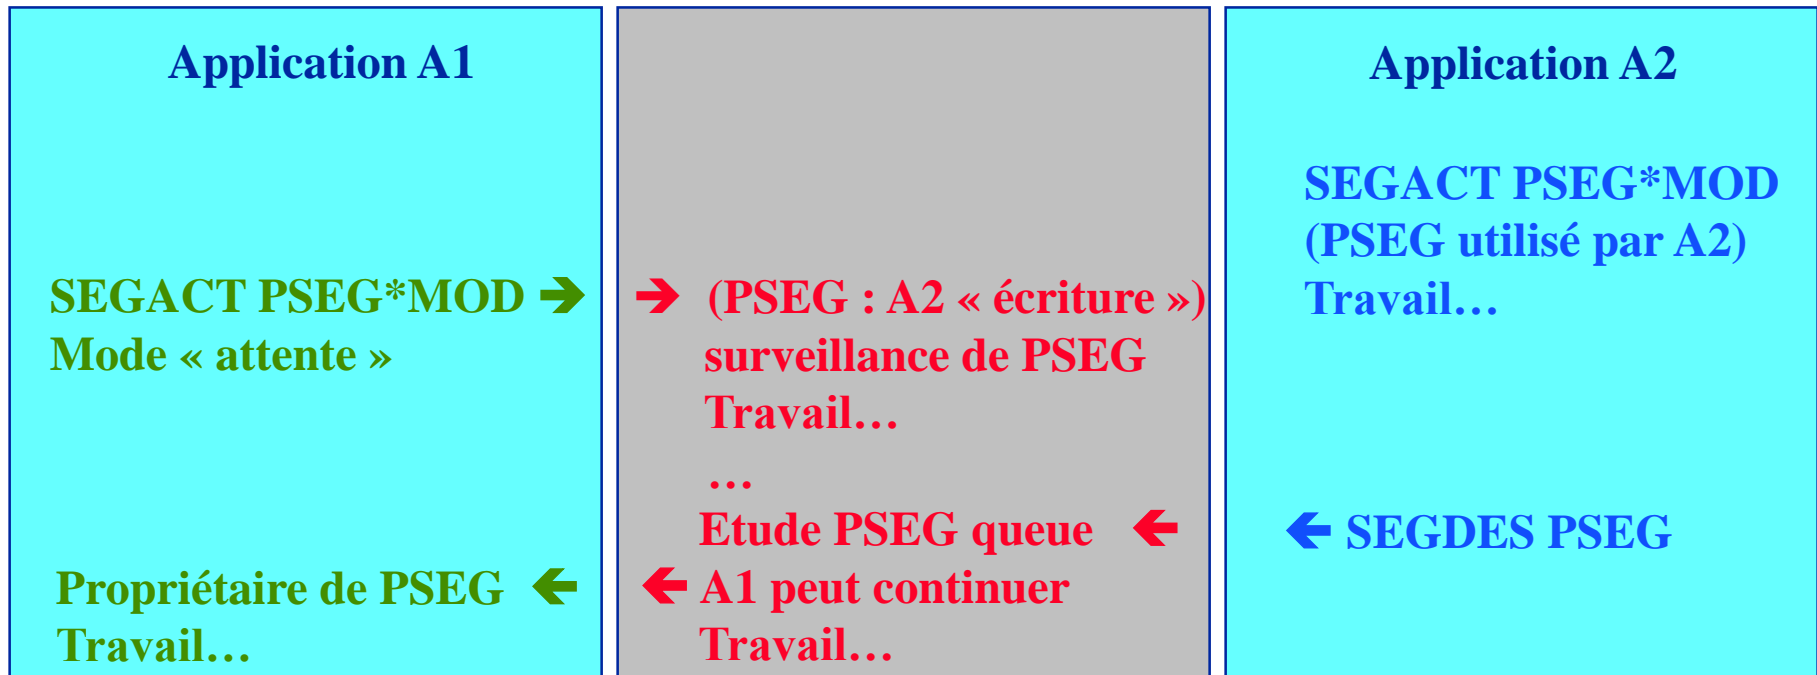 Application A1
SEGACT PSEG*MOD ➔
Mode « attente »
Propriétaire de PSEG 🡸
Travail…
➔ (PSEG : A2 « écriture »)
surveillance de PSEG
Travail…
…
Etude PSEG queue 🡸
🡸 A1 peut continuer
Travail…
Application A2
SEGACT PSEG*MOD
(PSEG utilisé par A2)
Travail…
🡸 SEGDES PSEG